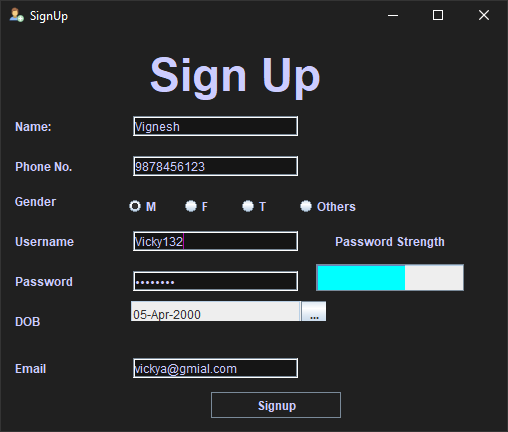 SignUp
Sign Up
Name: Vignesh
Phone No. 9878456123
Gender M F T Others
Username Vicky132 Password Strength
Password ••••••••
DOB 05-Apr-2000 ...
Email vickya@gmial.com
Signup